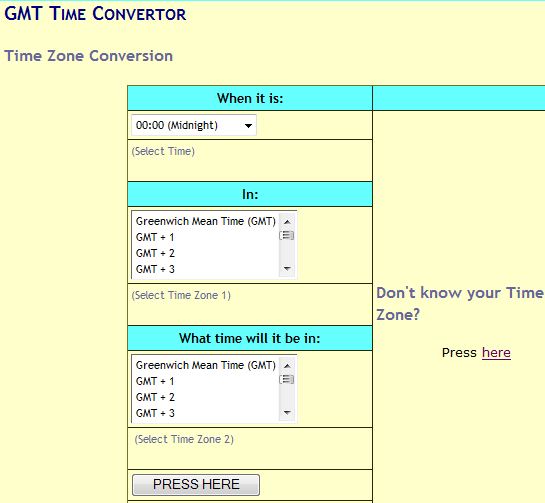 GMT Time Convertor
Time Zone Conversion
When it is:
00:00 (Midnight)
(Select Time)
In:
Greenwich Mean Time (GMT)
GMT + 1
GMT + 2
GMT + 3
(Select Time Zone 1)
What time will it be in:
Greenwich Mean Time (GMT)
GMT + 1
GMT + 2
GMT + 3
(Select Time Zone 2)
PRESS HERE
Don't know your Time
Zone?
Press here